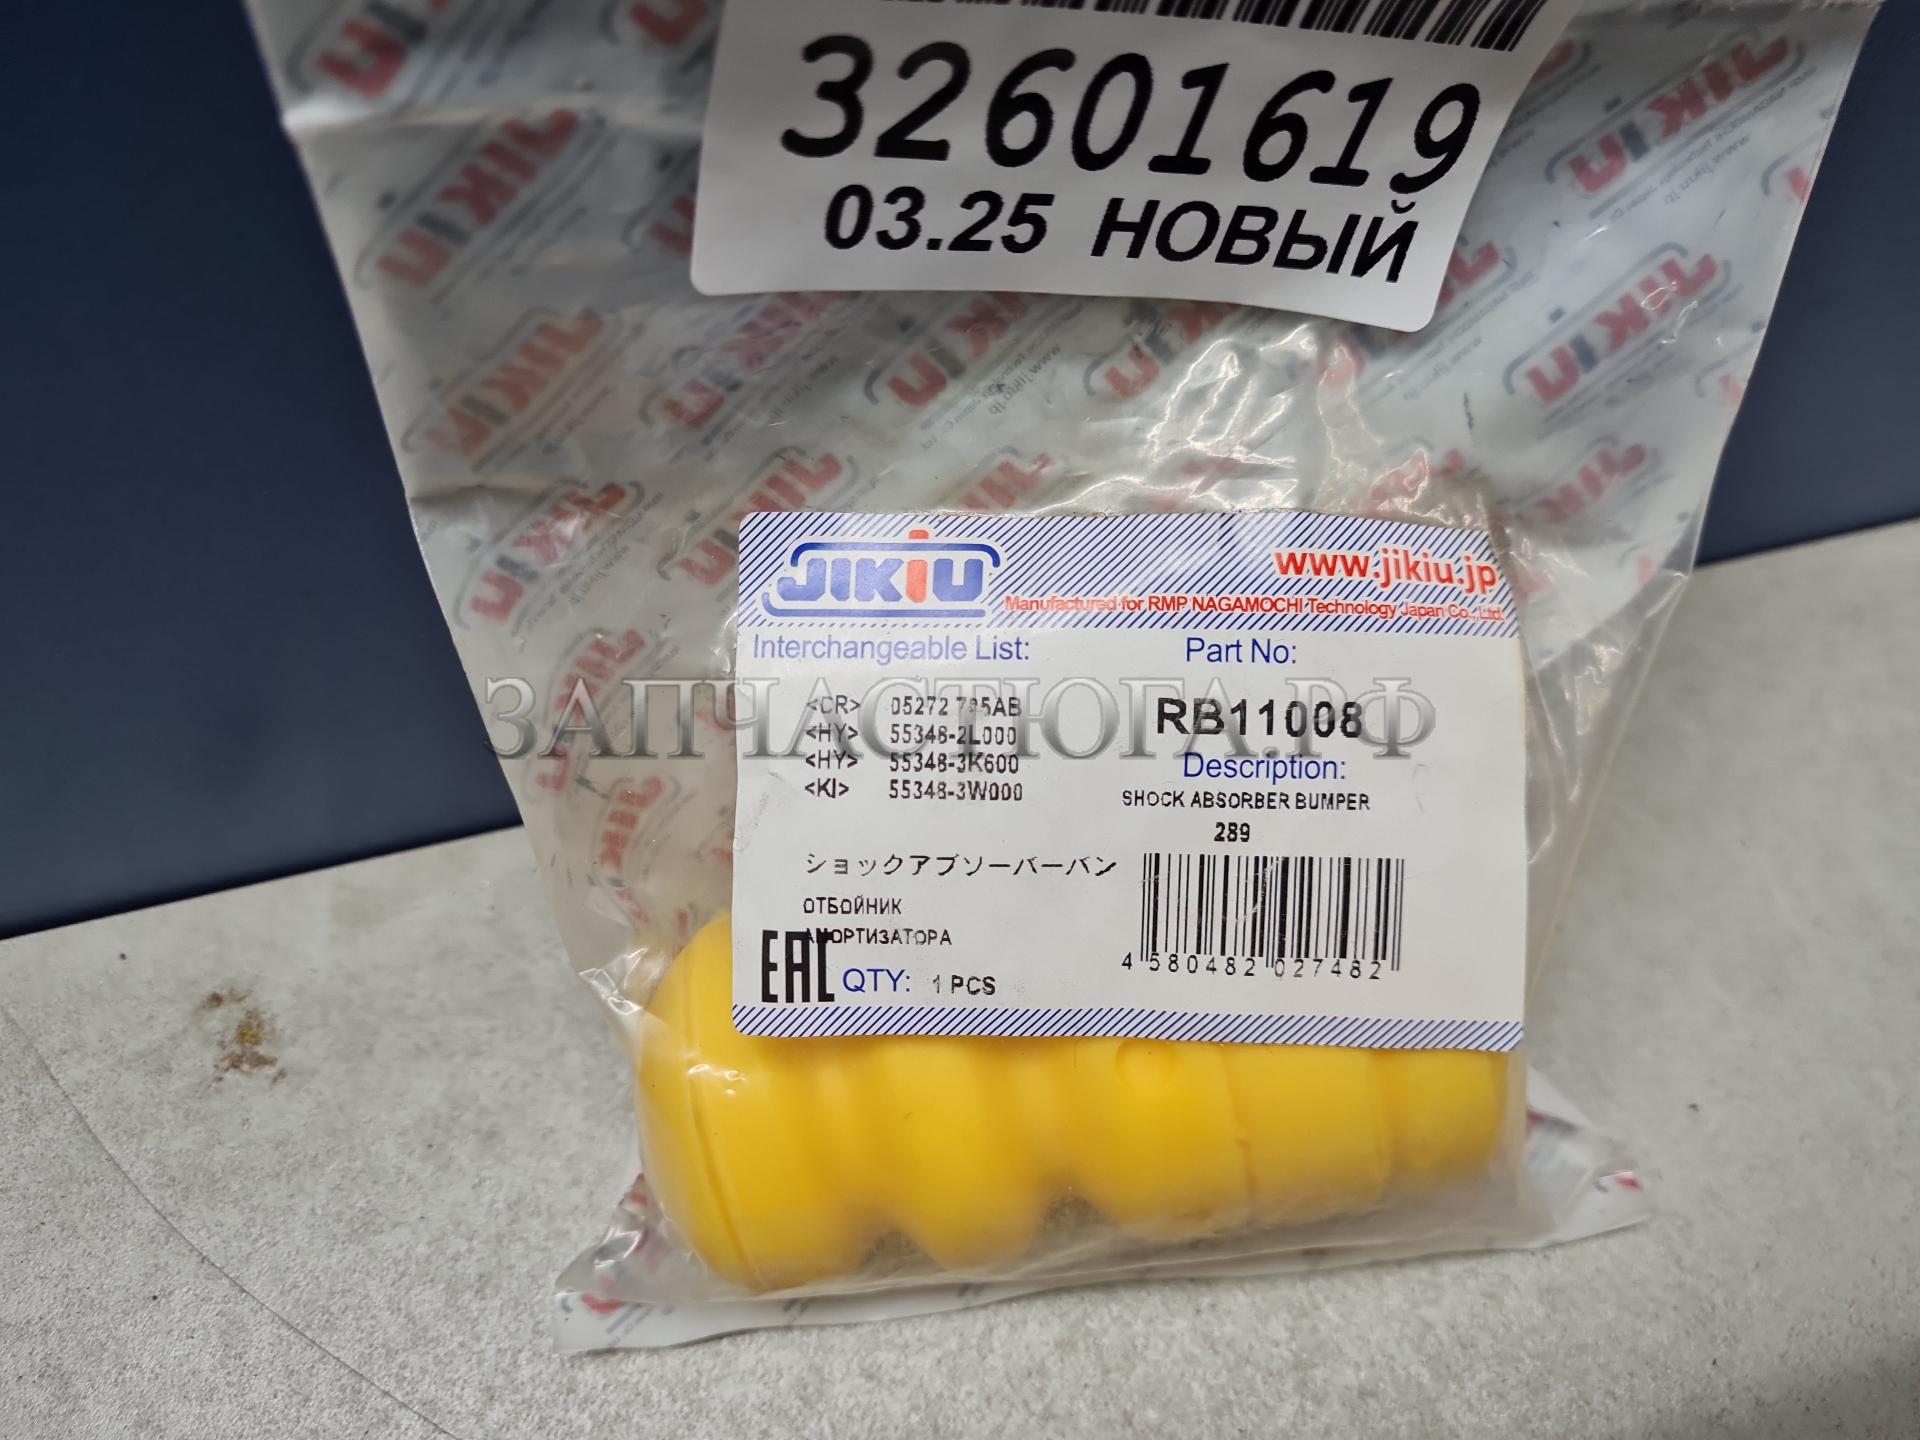 32601619
03.25 НОВЫЙ
JIKIU
www.jikiu.jp
Manufactured for RMP NAGAMOCHI Technology Japan Co., Ltd.
Interchangeable List:
Part No:
<CR> 05272 795AB
<HY> 55348-2L000
<HY> 55348-3K600
<KI> 55348-3W000
RB11008
ЗАПЧАСТЮГА.РФ
Description:
SHOCK ABSORBER BUMPER
289
ショックアブソーバーバン
ОТБОЙНИК
АМОРТИЗАТОРА
4 580482 027482
EAC QTY: 1 PCS